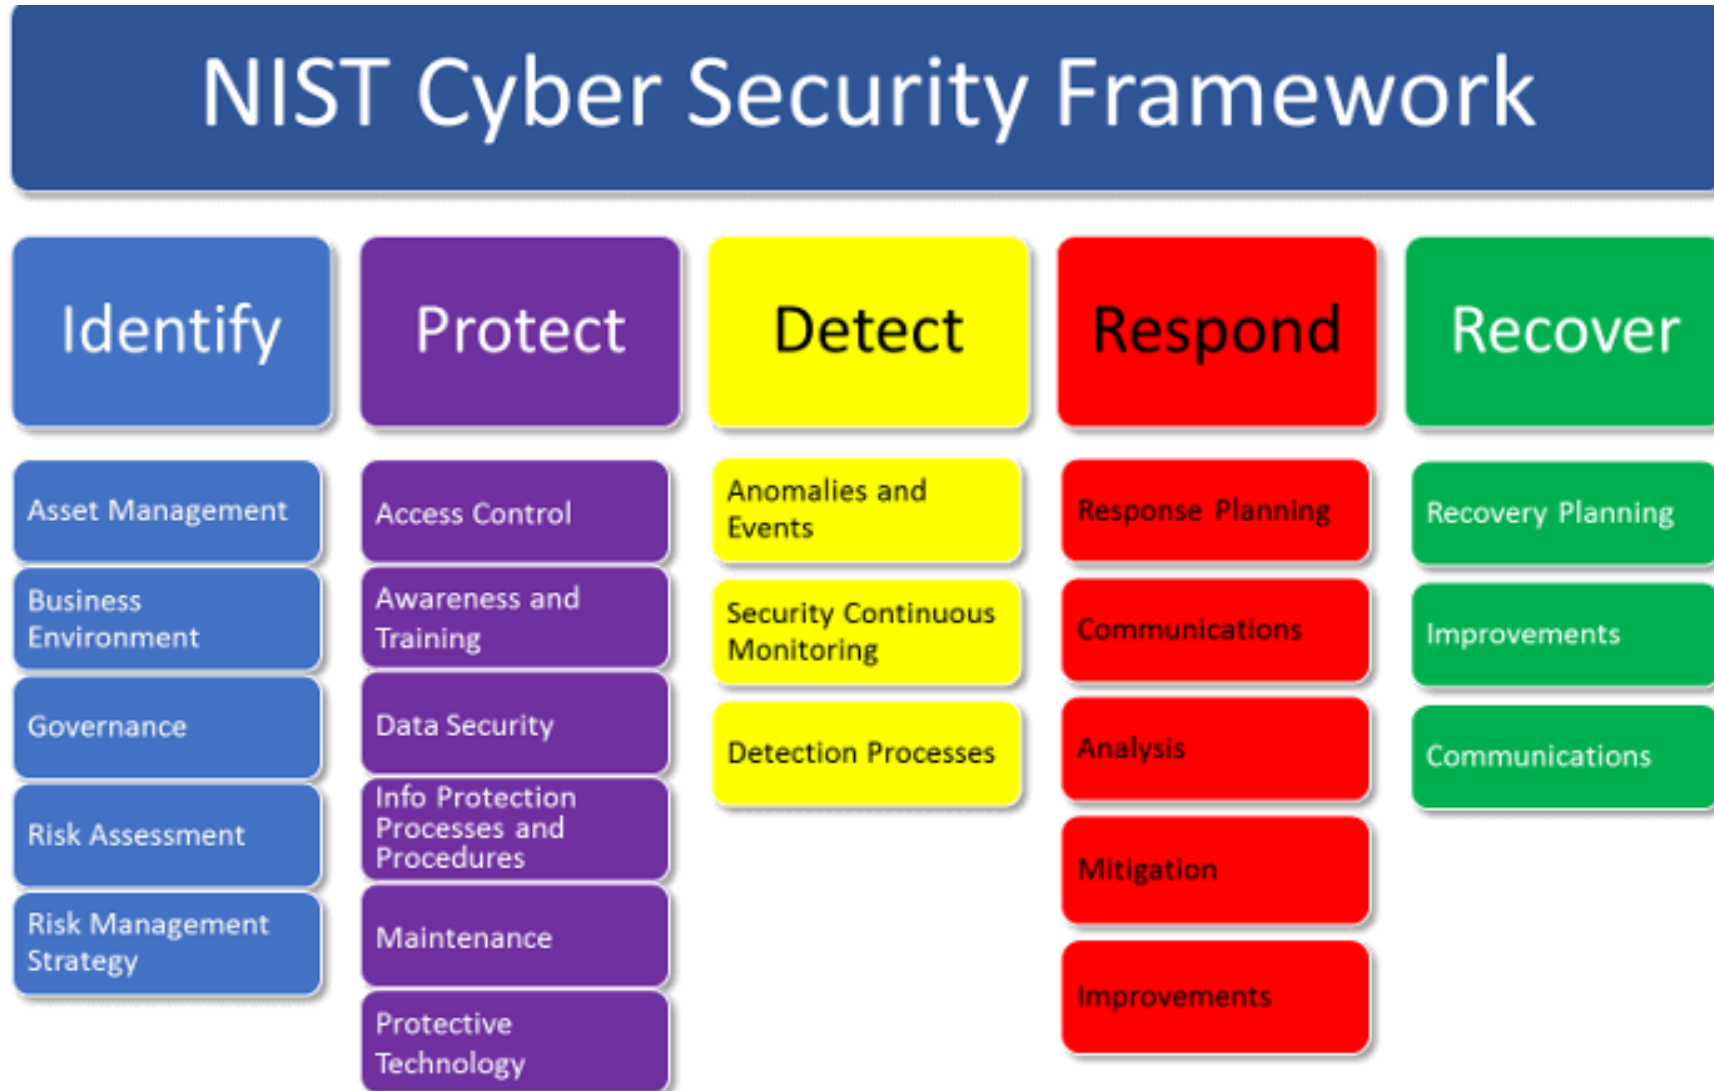 NIST Cyber Security Framework
Identify
Protect
Detect
Respond
Recover
Asset Management
Business
Environment
Governance
Risk Assessment
Risk Management
Strategy
Access Control
Awareness and
Training
Data Security
Info Protection
Processes and
Procedures
Maintenance
Protective
Technology
Anomalies and
Events
Security Continuous
Monitoring
Detection Processes
Response Planning
Communications
Analysis
Mitigation
Improvements
Recovery Planning
Improvements
Communications